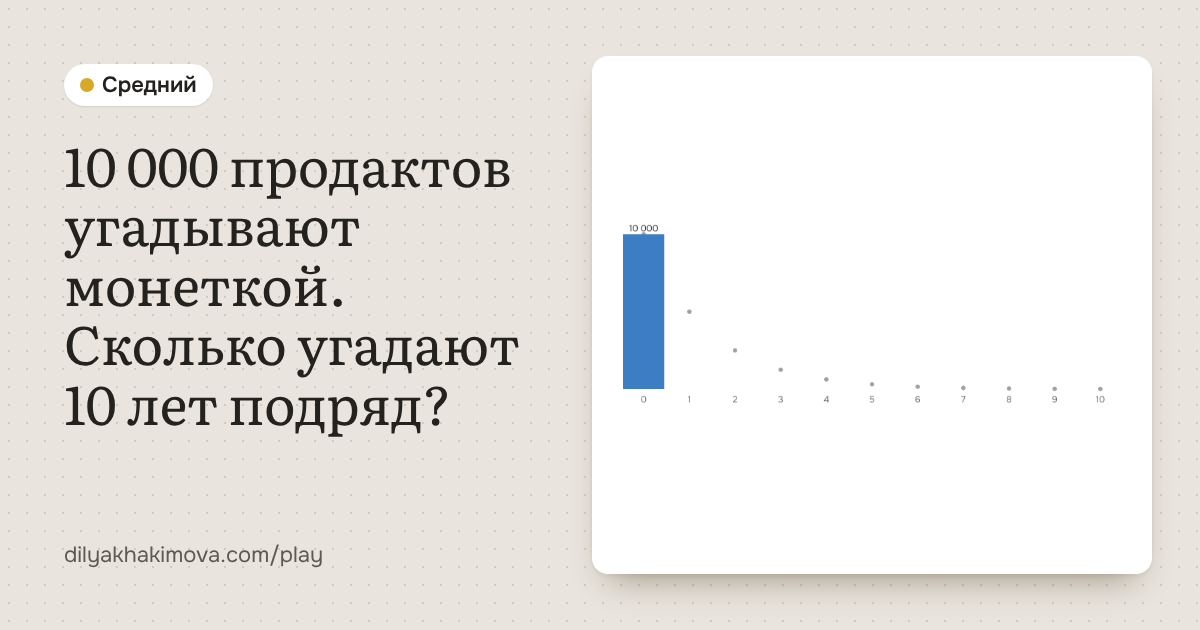 Средний
10 000 продактов
угадывают
монеткой.
Сколько угадают
10 лет подряд?
dilyakhakimova.com/play
10 000
0 1 2 3 4 5 6 7 8 9 10